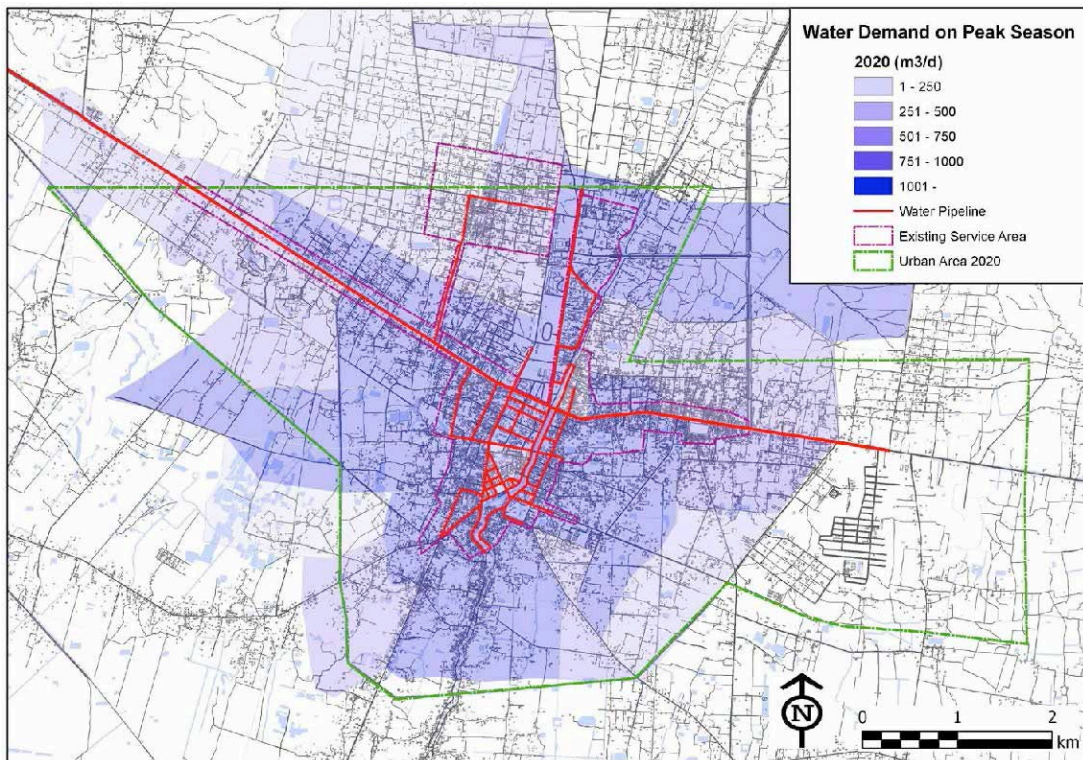 Water Demand on Peak Season
2020 (m3/d)
1 - 250
251 - 500
501 - 750
751 - 1000
1001 -
Water Pipeline
Existing Service Area
Urban Area 2020
N
0 1 2
km